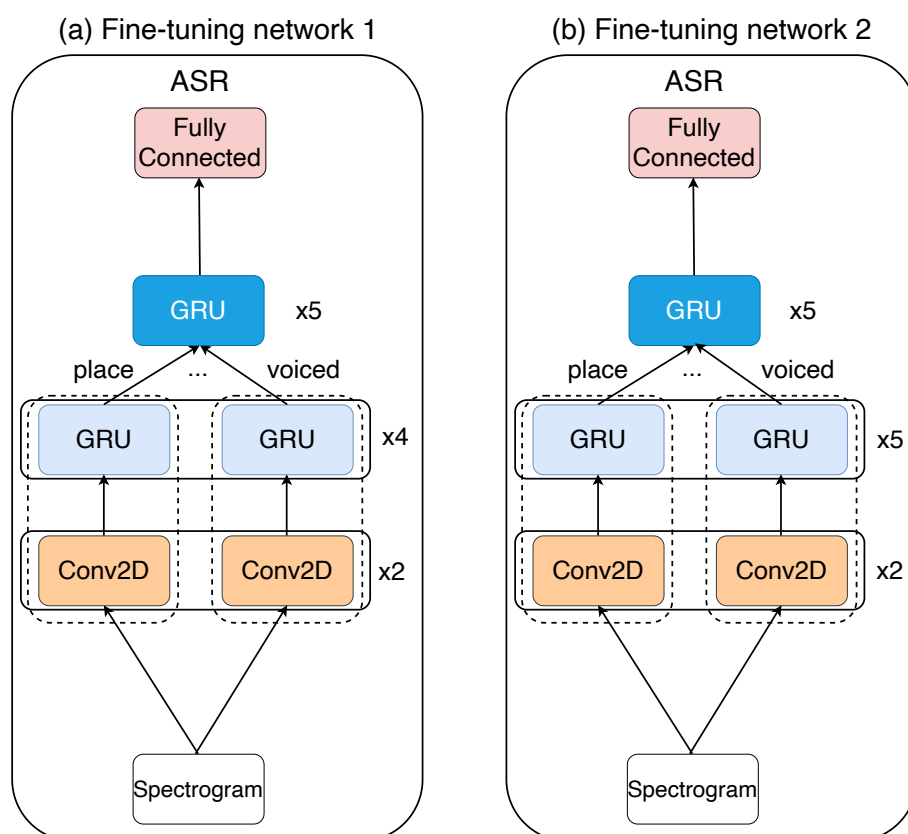 (a) Fine-tuning network 1
ASR
Fully
Connected
GRU x5
place ... voiced
GRU GRU x4
Conv2D Conv2D x2
Spectrogram
(b) Fine-tuning network 2
ASR
Fully
Connected
GRU x5
place ... voiced
GRU GRU x5
Conv2D Conv2D x2
Spectrogram